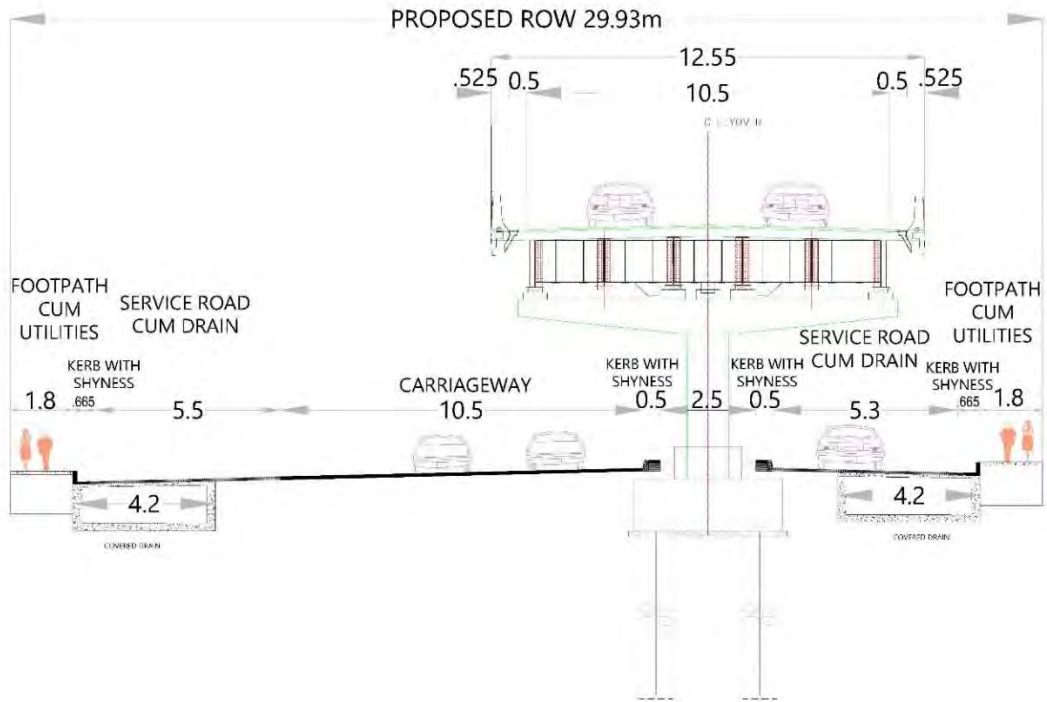 PROPOSED ROW 29.93m
12.55
.525 0.5 10.5 0.5 .525
FOOTPATH
CUM
UTILITIES
SERVICE ROAD
CUM DRAIN
KERB WITH
SHYNESS
CARRIAGEWAY
KERB WITH
SHYNESS
KERB WITH
SHYNESS
SERVICE ROAD
CUM DRAIN
KERB WITH
SHYNESS
FOOTPATH
CUM
UTILITIES
1.8 .665 5.5 10.5 0.5 2.5 0.5 5.3 .665 1.8
4.2
4.2
COVERED DRAIN
COVERED DRAIN